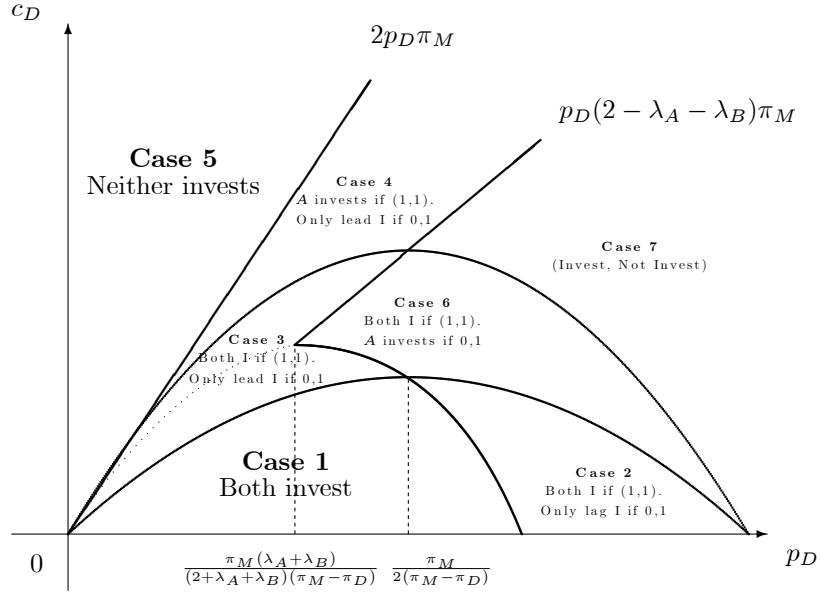 c_D
2p_Dπ_M
p_D(2 − λ_A − λ_B)π_M
Case 5
Neither invests
Case 4
A invests if (1,1).
Only lead I if 0,1
Case 7
(Invest, Not Invest)
Case 6
Both I if (1,1).
A invests if 0,1
Case 3
Both I if (1,1).
Only lead I if 0,1
Case 1
Both invest
Case 2
Both I if (1,1).
Only lag I if 0,1
0
π_M(λ_A+λ_B)/(2+λ_A+λ_B)(π_M−π_D)
π_M/2(π_M−π_D)
p_D